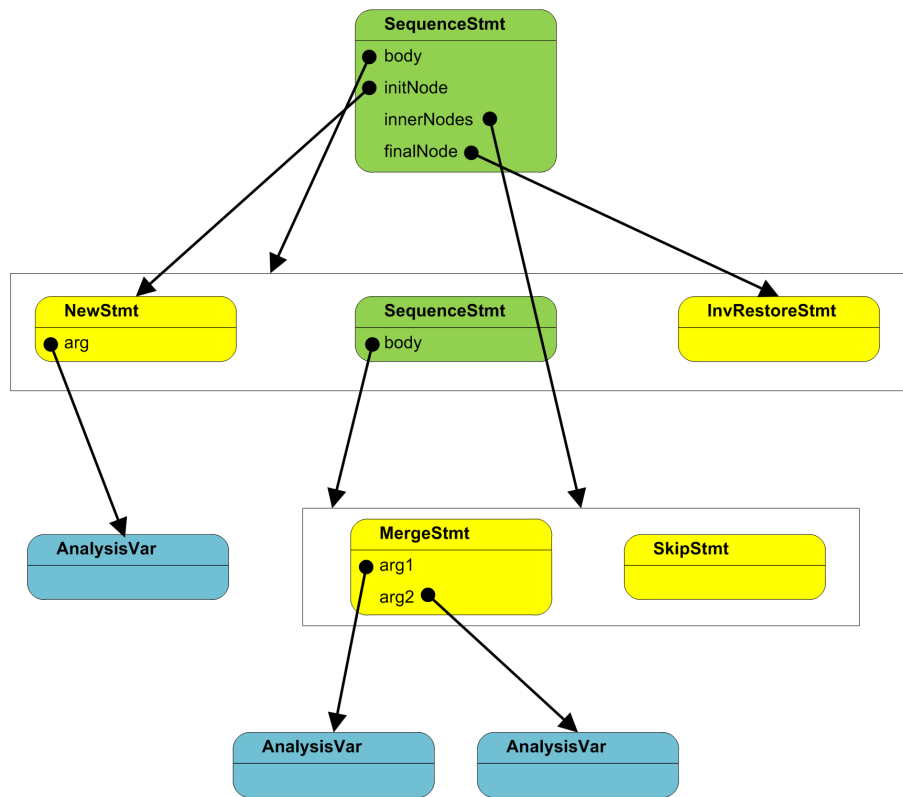 SequenceStmt
body
initNode
innerNodes
finalNode
NewStmt
arg
SequenceStmt
body
InvRestoreStmt
AnalysisVar
MergeStmt
arg1
arg2
SkipStmt
AnalysisVar
AnalysisVar